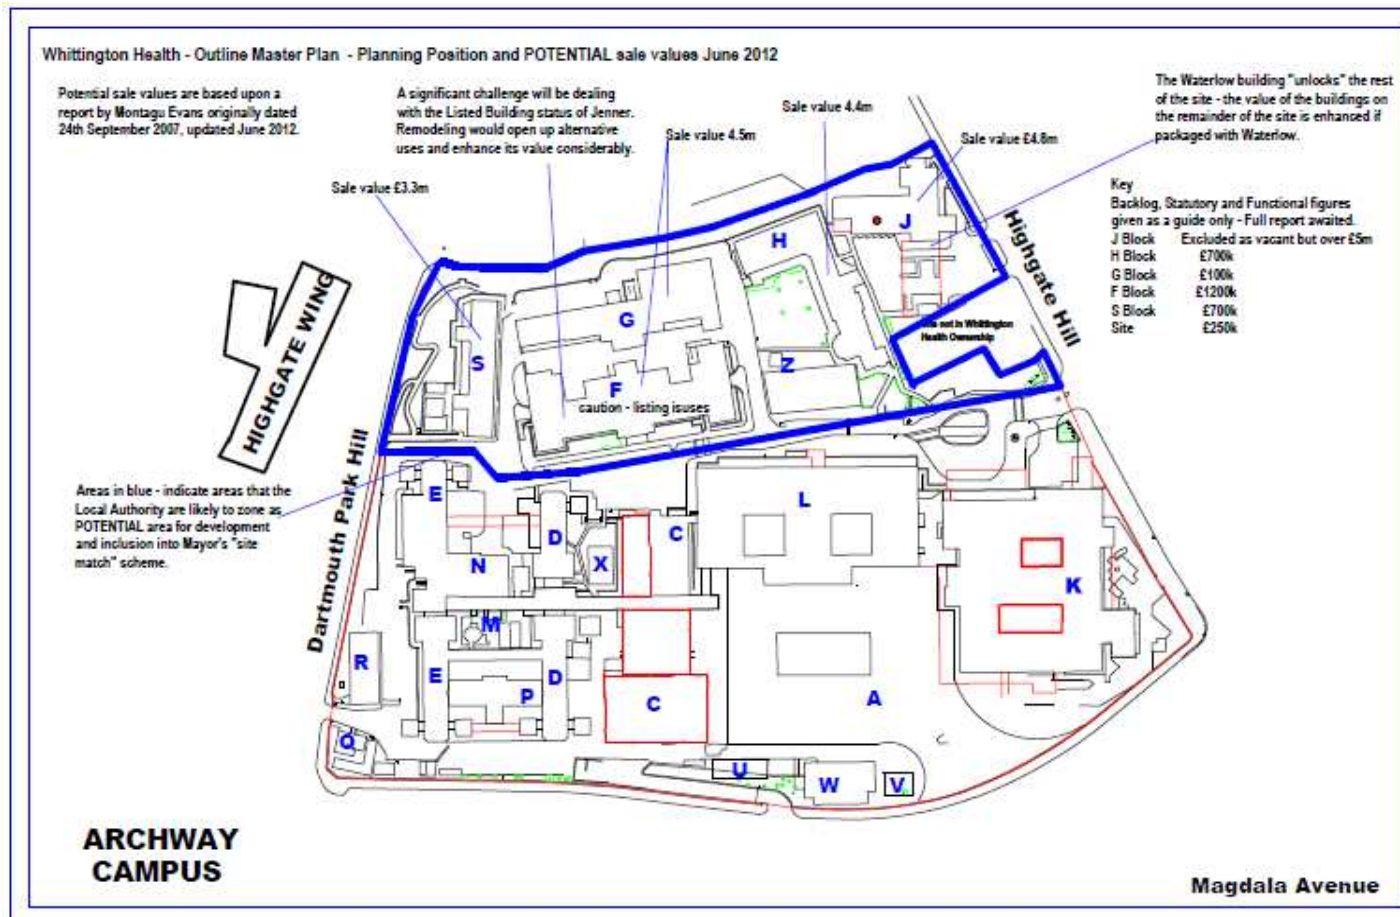 Whittington Health - Outline Master Plan - Planning Position and POTENTIAL sale values June 2012
Potential sale values are based upon a
report by Montagu Evans originally dated
24th September 2007, updated June 2012.
A significant challenge will be dealing
with the Listed Building status of Jenner.
Remodeling would open up alternative
uses and enhance its value considerably.
Sale value £3.3m
Sale value 4.5m
Sale value 4.4m
Sale value £4.6m
The Waterlow building "unlocks" the rest
of the site - the value of the buildings on
the remainder of the site is enhanced if
packaged with Waterlow.
Key
Backlog, Statutory and Functional figures
given as a guide only - Full report awaited.
J Block Excluded as vacant but over £5m
H Block £700k
G Block £100k
F Block £1200k
S Block £700k
Site £250k
HIGHGATE WING
Highgate Hill
Dartmouth Park Hill
J
H
G
S
F
Z
caution - listing isuses
not in Whittington
Health Ownership
Areas in blue - indicate areas that the
Local Authority are likely to zone as
POTENTIAL area for development
and inclusion into Mayor's "site
match" scheme.
E
D
C
L
X
N
K
M
R
E
D
P
C
A
Q
U
W
V
ARCHWAY
CAMPUS
Magdala Avenue